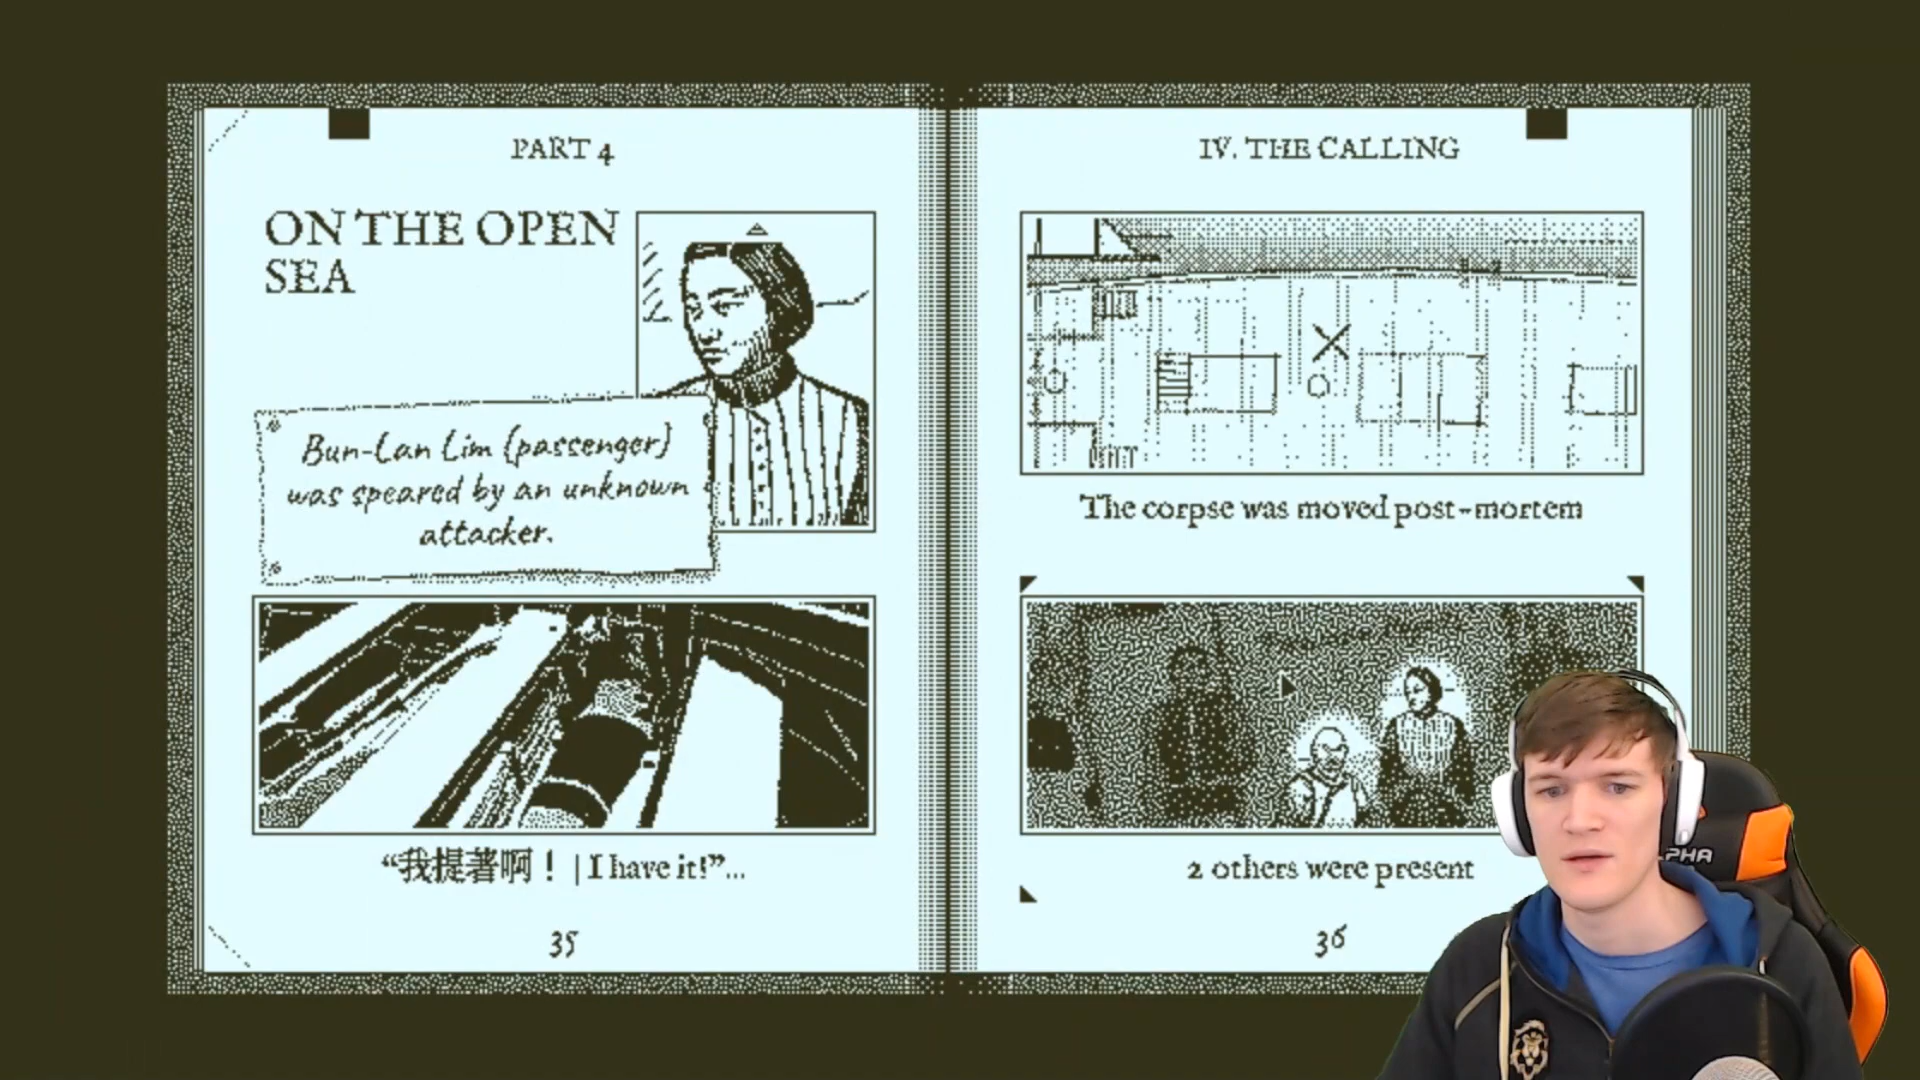 PART 4
ON THE OPEN
SEA
Bun-Lan Lim (passenger)
was speared by an unknown
attacker.
“我提著啊！ | I have it!”...
35
IV. THE CALLING
The corpse was moved post-mortem
2 others were present
36